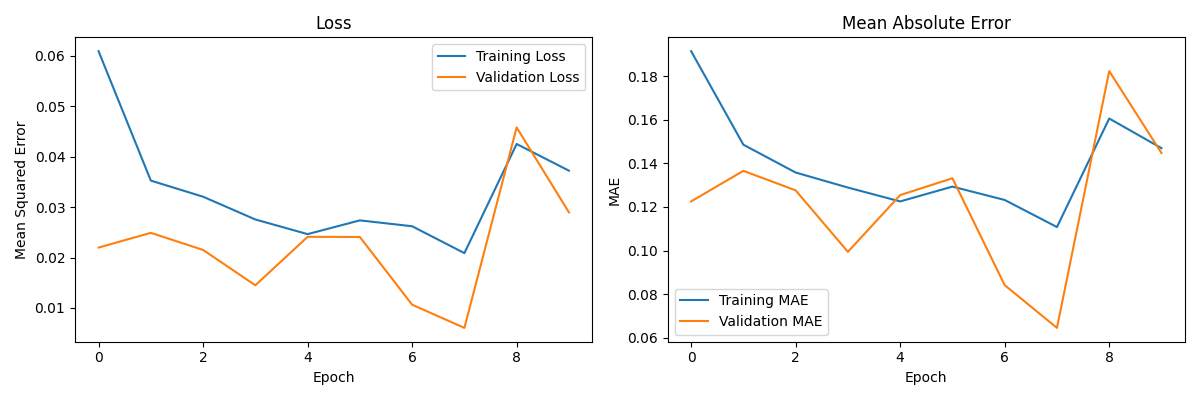 Loss
Mean Squared Error
0.06
0.05
0.04
0.03
0.02
0.01
Training Loss
Validation Loss
0 2 4 6 8
Epoch
Mean Absolute Error
MAE
0.18
0.16
0.14
0.12
0.10
0.08
0.06
Training MAE
Validation MAE
0 2 4 6 8
Epoch